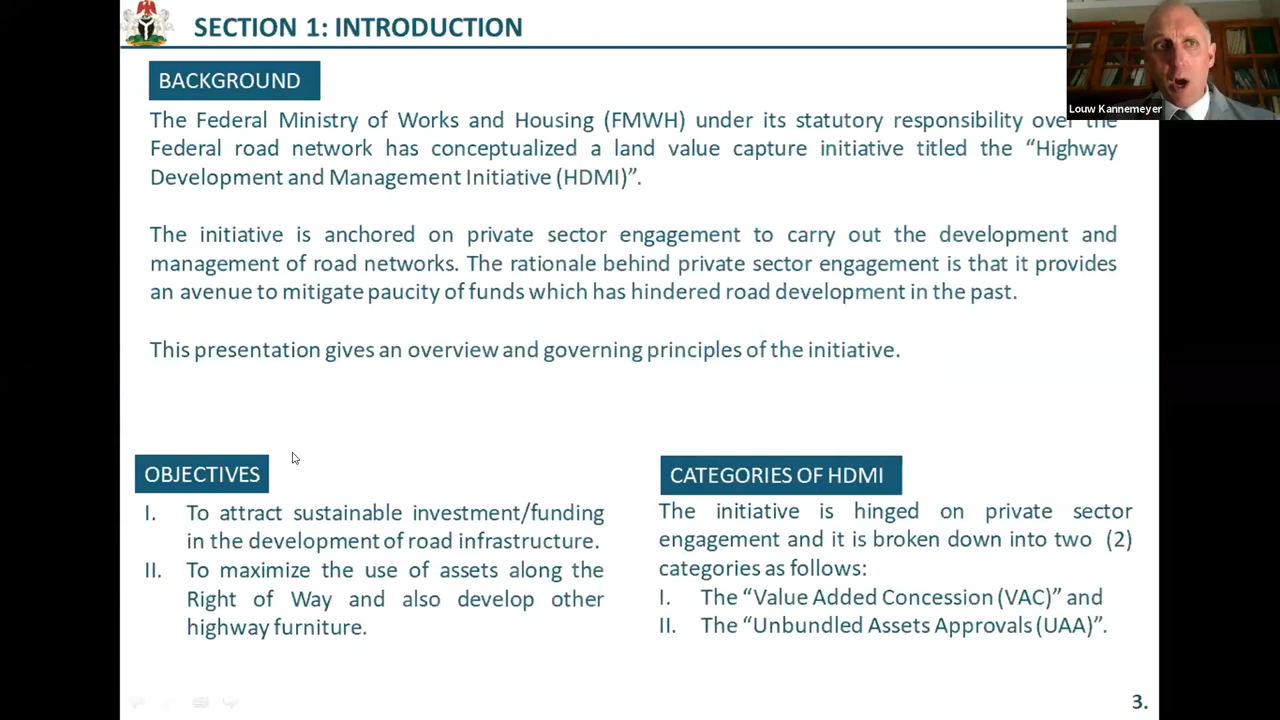 SECTION 1: INTRODUCTION
Louw Kannemeyer
BACKGROUND
The Federal Ministry of Works and Housing (FMWH) under its statutory responsibility over the
Federal road network has conceptualized a land value capture initiative titled the “Highway
Development and Management Initiative (HDMI)”.
The initiative is anchored on private sector engagement to carry out the development and
management of road networks. The rationale behind private sector engagement is that it provides
an avenue to mitigate paucity of funds which has hindered road development in the past.
This presentation gives an overview and governing principles of the initiative.
OBJECTIVES
I. To attract sustainable investment/funding
in the development of road infrastructure.
II. To maximize the use of assets along the
Right of Way and also develop other
highway furniture.
CATEGORIES OF HDMI
The initiative is hinged on private sector
engagement and it is broken down into two (2)
categories as follows:
I. The “Value Added Concession (VAC)” and
II. The “Unbundled Assets Approvals (UAA)”.
3.